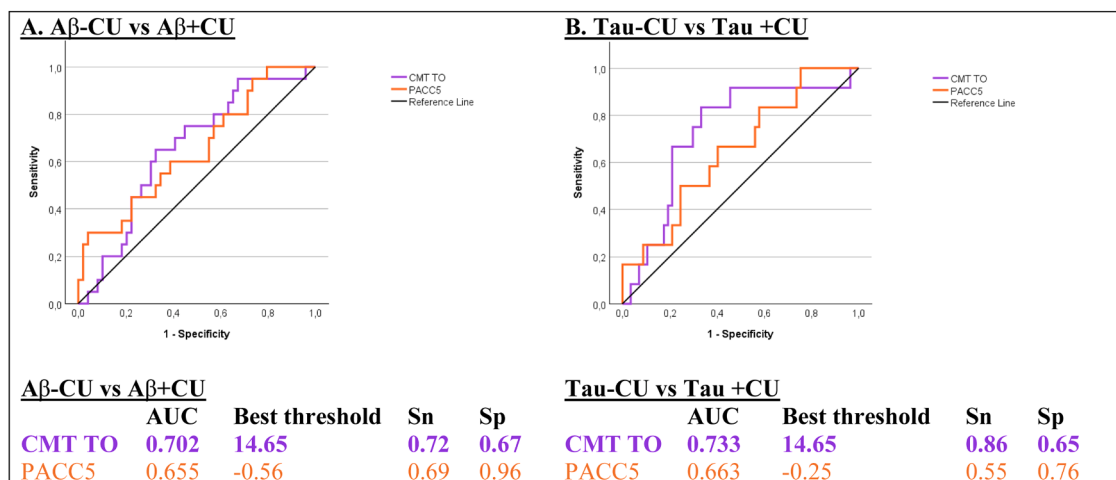 A. Aβ-CU vs Aβ+CU
1,0
0,8
0,6
0,4
0,2
0,0
Sensitivity
0,0 0,2 0,4 0,6 0,8 1,0
1 - Specificity
CMT TO
PACC5
Reference Line
B. Tau-CU vs Tau +CU
1,0
0,8
0,6
0,4
0,2
0,0
Sensitivity
0,0 0,2 0,4 0,6 0,8 1,0
1 - Specificity
CMT TO
PACC5
Reference Line
Aβ-CU vs Aβ+CU
AUC Best threshold Sn Sp
CMT TO 0.702 14.65 0.72 0.67
PACC5 0.655 -0.56 0.69 0.96
Tau-CU vs Tau +CU
AUC Best threshold Sn Sp
CMT TO 0.733 14.65 0.86 0.65
PACC5 0.663 -0.25 0.55 0.76